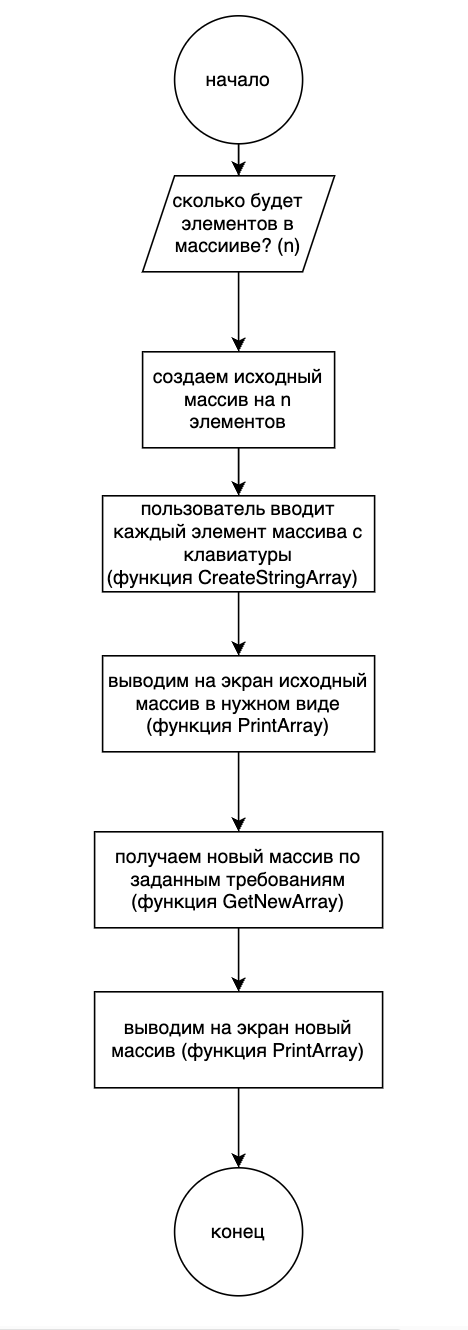 начало
сколько будет
элементов в
массииве? (n)
создаем исходный
массив на n
элементов
пользователь вводит
каждый элемент массива с
клавиатуры
(функция CreateStringArray)
выводим на экран исходный
массив в нужном виде
(функция PrintArray)
получаем новый массив по
заданным требованиям
(функция GetNewArray)
выводим на экран новый
массив (функция PrintArray)
конец